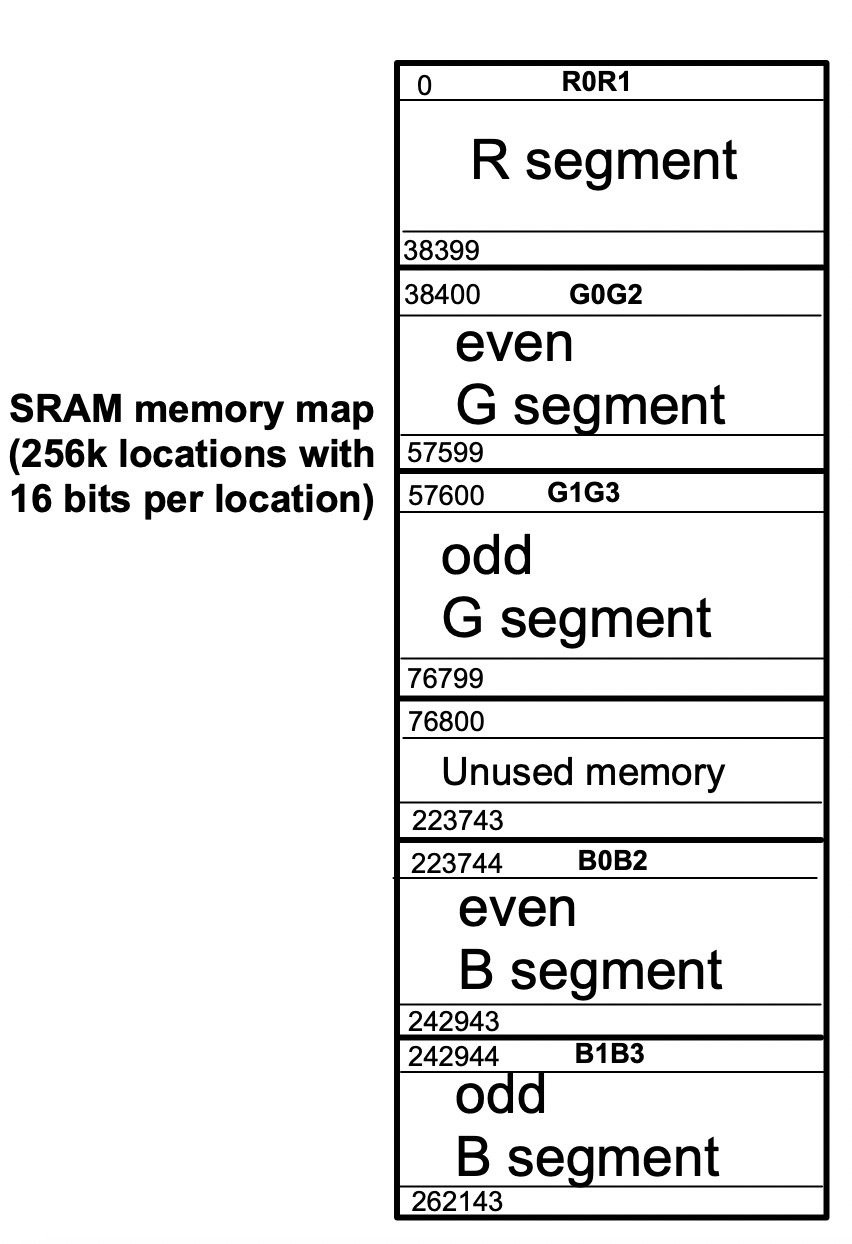 0 R0R1
R segment
38399
38400 G0G2
even
G segment
57599
SRAM memory map
(256k locations with
16 bits per location)
57600 G1G3
odd
G segment
76799
76800
Unused memory
223743
223744 B0B2
even
B segment
242943
242944 B1B3
odd
B segment
262143